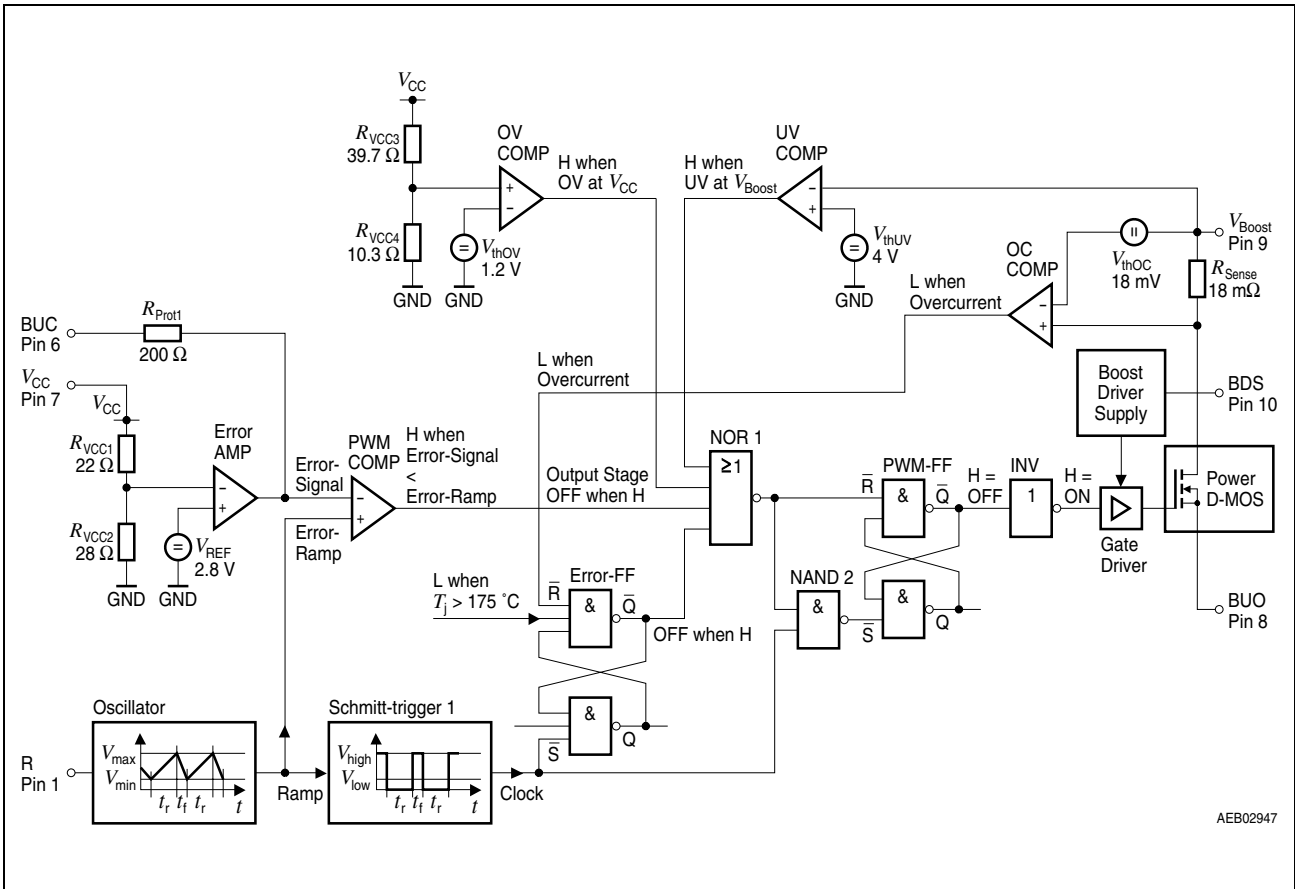 V_CC
R_VCC3
39.7 Ω
R_VCC4
10.3 Ω
GND
OV
COMP
V_thOV
1.2 V
GND
H when
OV at V_CC
UV
COMP
H when
UV at V_Boost
V_thUV
4 V
GND
OC
COMP
L when
Overcurrent
V_thOC
18 mV
V_Boost
Pin 9
R_Sense
18 mΩ
BUC
Pin 6
R_Prot1
200 Ω
V_CC
Pin 7
V_CC
R_VCC1
22 Ω
R_VCC2
28 Ω
GND
Error
AMP
V_REF
2.8 V
GND
Error-
Signal
Error-
Ramp
PWM
COMP
H when
Error-Signal
<
Error-Ramp
L when
Overcurrent
Output Stage
OFF when H
NOR 1
≥1
PWM-FF
R̅
&
Q̅
H =
OFF
INV
1
H =
ON
Gate
Driver
Boost
Driver
Supply
BDS
Pin 10
Power
D-MOS
BUO
Pin 8
L when
T_j > 175 ˚C
Error-FF
R̅
&
Q̅
OFF when H
&
S̅
Q
NAND 2
&
S̅
&
Q
R
Pin 1
Oscillator
V_max
V_min
t_r t_f t_r t
Ramp
Schmitt-trigger 1
V_high
V_low
t_r t_f t_r t
Clock
AEB02947